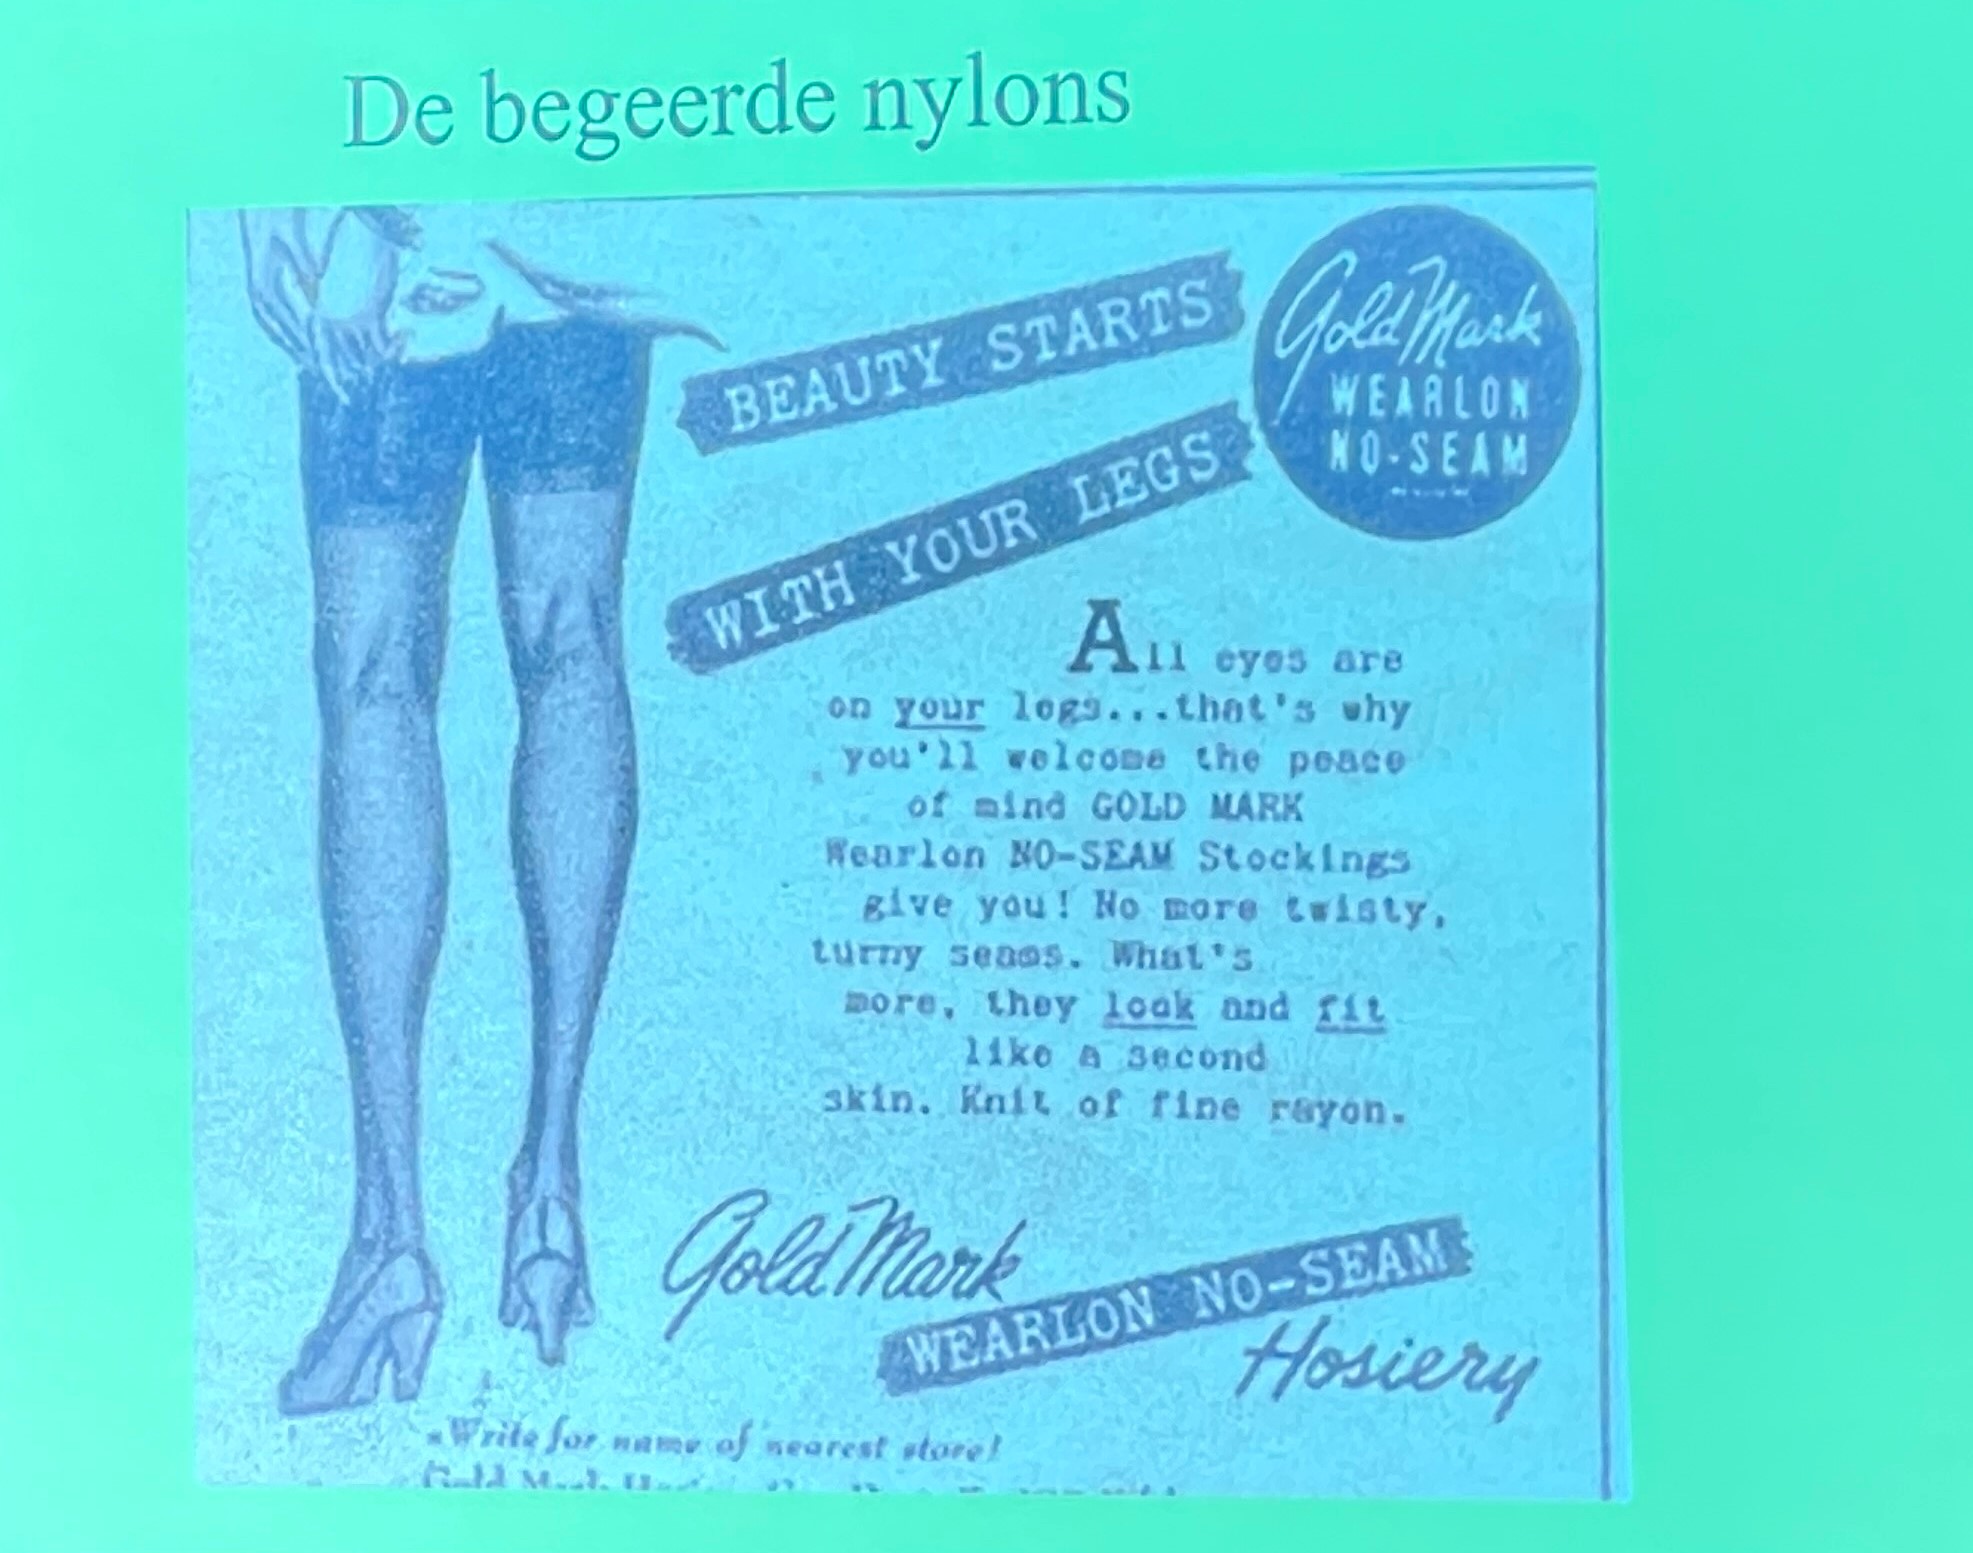 De begeerde nylons
BEAUTY STARTS
WITH YOUR LEGS
Gold Mark
WEARLON
NO-SEAM
All eyes are
on your legs...that's why
you'll welcome the peace
of mind GOLD MARK
Wearlon NO-SEAM Stockings
give you! No more twisty,
turny seams. What's
more, they look and fit
like a second
skin. Knit of fine rayon.
Gold Mark
WEARLON NO-SEAM
Hosiery
Write for name of nearest store!
Gold Mark